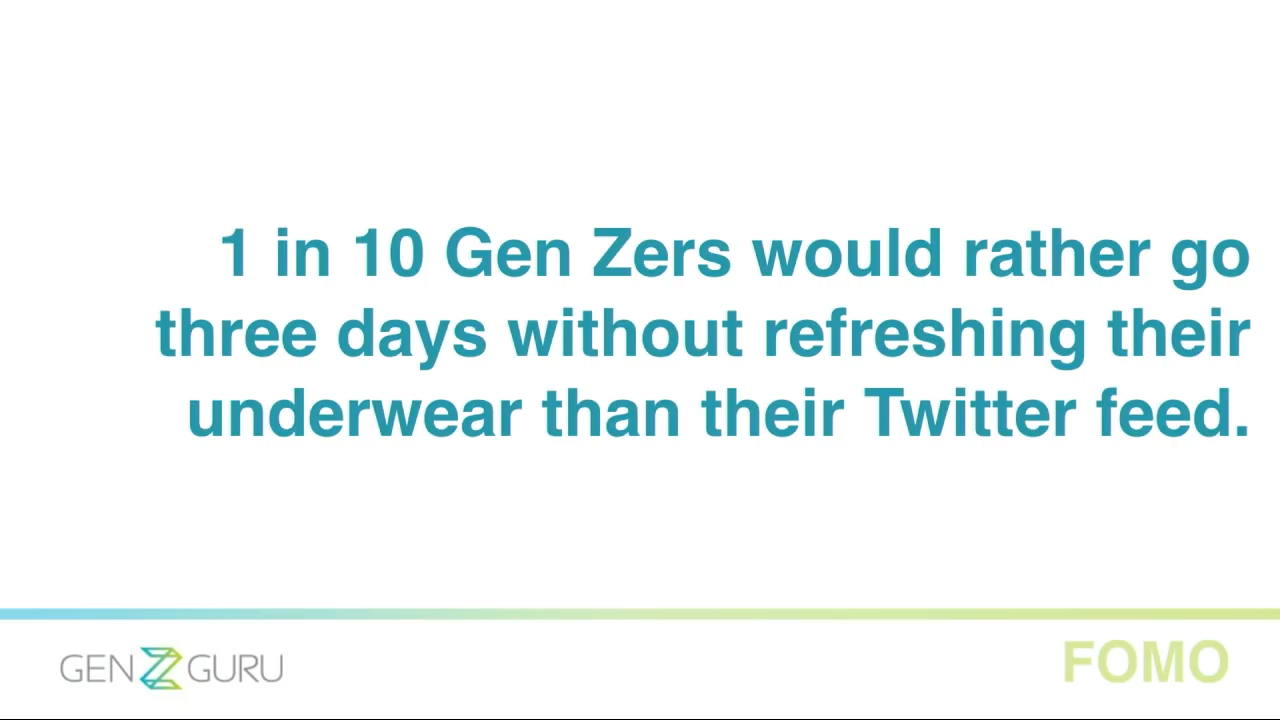 1 in 10 Gen Zers would rather go
three days without refreshing their
underwear than their Twitter feed.
GEN Z GURU
FOMO